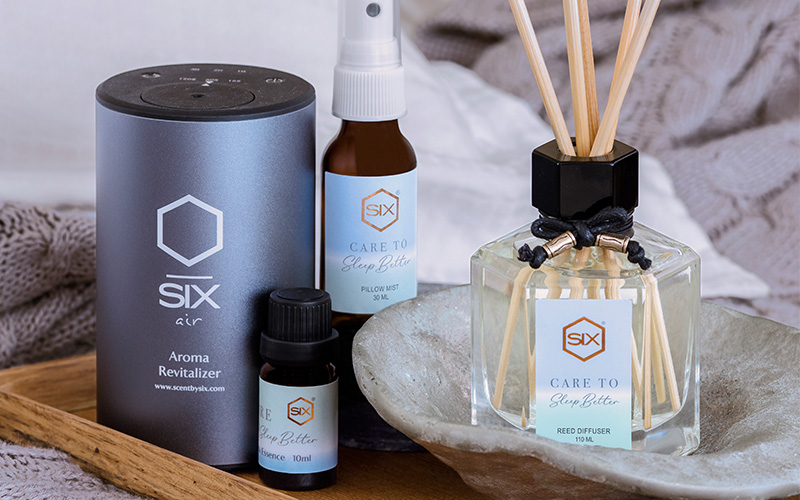 SIX
air
Aroma
Revitalizer
www.scentbysix.com
SIX
CARE TO
Sleep Better
PILLOW MIST
30 ML
SIX
RE
Sleep Better
Essence 10ml
SIX
CARE TO
Sleep Better
REED DIFFUSER
110 ML